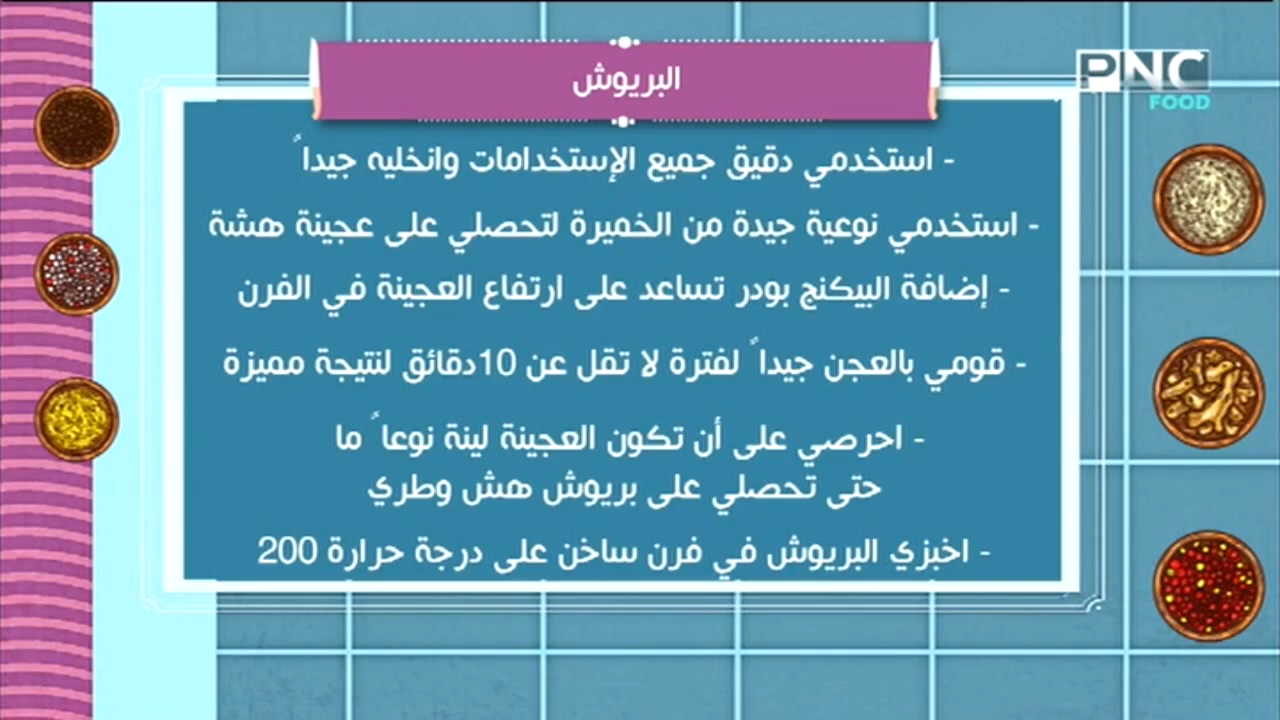 البريوش
PNC
FOOD
- استخدمي دقيق جميع الإستخدامات وانخليه جيداً
- استخدمي نوعية جيدة من الخميرة لتحصلي على عجينة هشة
- إضافة البيكنج بودر تساعد على ارتفاع العجينة في الفرن
- قومي بالعجن جيداً لفترة لا تقل عن 10دقائق لنتيجة مميزة
- احرصي على أن تكون العجينة لينة نوعاً ما
حتى تحصلي على بريوش هش وطري
- اخبزي البريوش في فرن ساخن على درجة حرارة 200